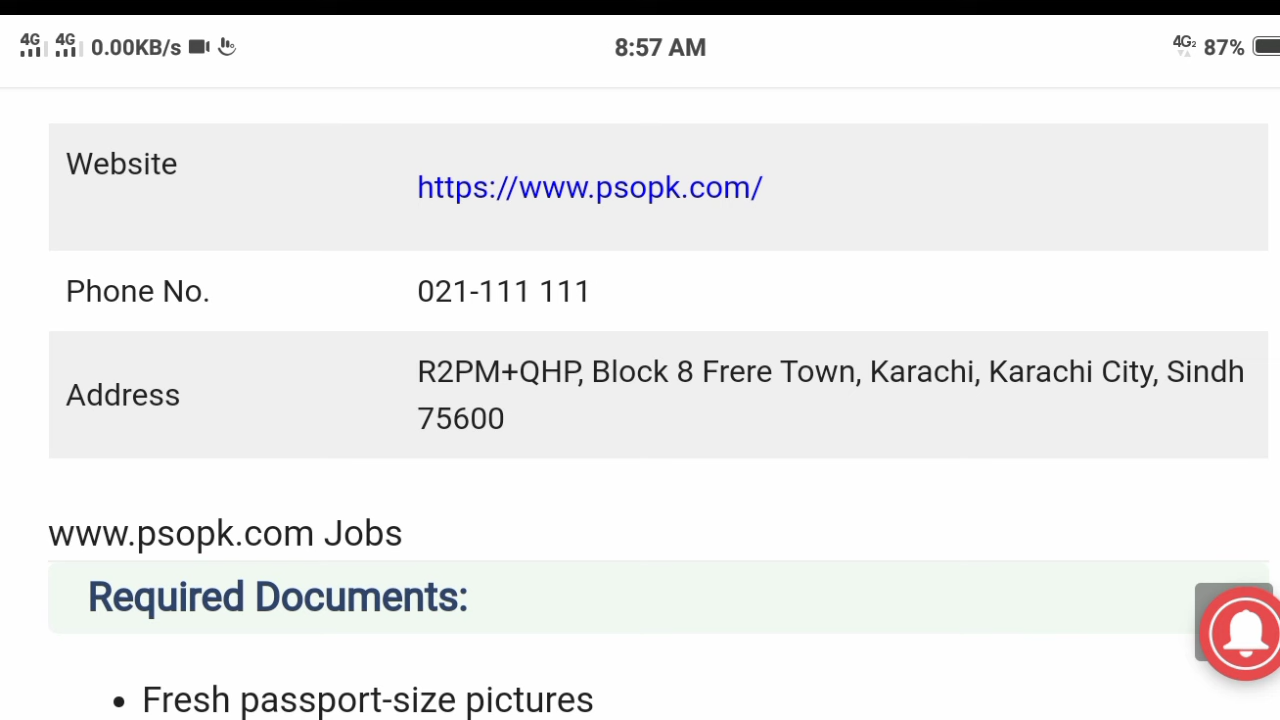 4G 4G 0.00KB/s 8:57 AM 4G2 87%
Website
https://www.psopk.com/
Phone No. 021-111 111
R2PM+QHP, Block 8 Frere Town, Karachi, Karachi City, Sindh
Address
75600
www.psopk.com Jobs
Required Documents:
• Fresh passport-size pictures